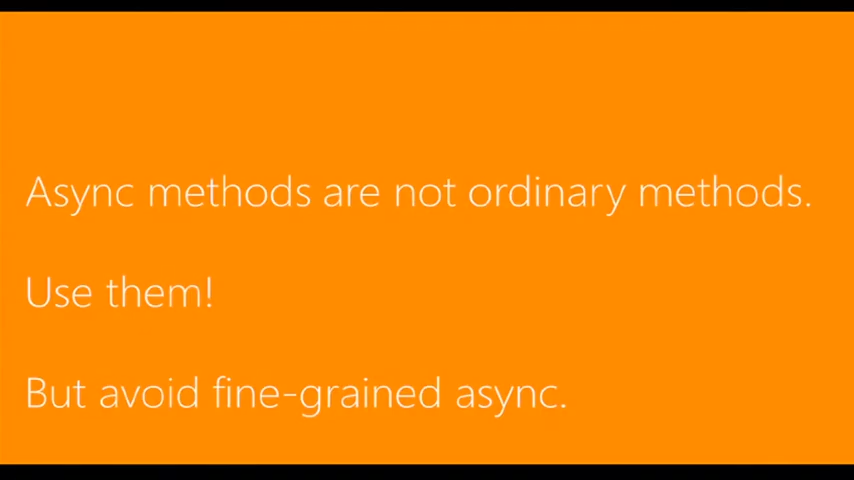 Async methods are not ordinary methods.
Use them!
But avoid fine-grained async.